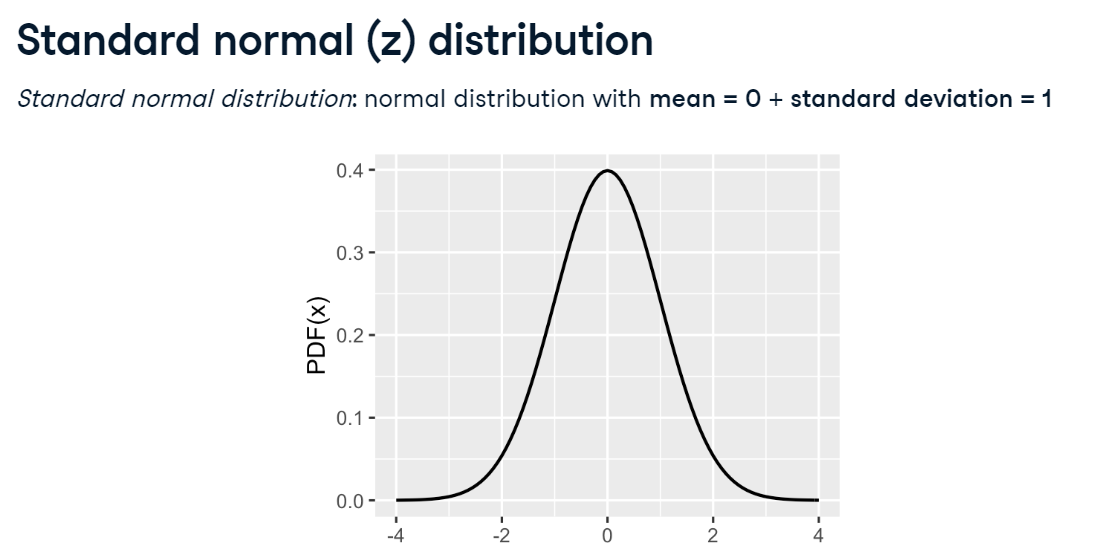 Standard normal (z) distribution
Standard normal distribution: normal distribution with mean = 0 + standard deviation = 1
0.4
0.3
0.2
0.1
0.0
PDF(x)
-4 -2 0 2 4